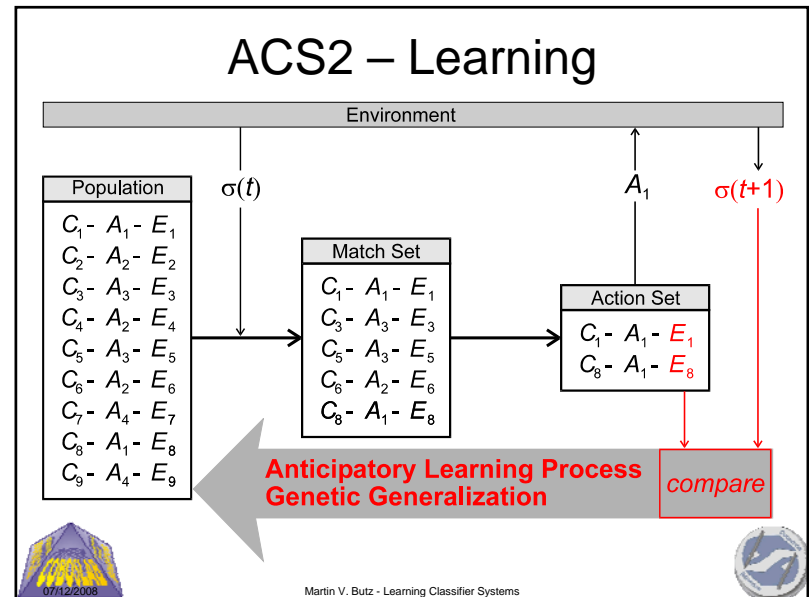 ACS2 – Learning
Environment
Population
σ(t)
A₁
σ(t+1)
C₁- A₁- E₁
C₂- A₂- E₂
C₃- A₃- E₃
C₄- A₂- E₄
C₅- A₃- E₅
C₆- A₂- E₆
C₇- A₄- E₇
C₈- A₁- E₈
C₉- A₄- E₉
Match Set
C₁- A₁- E₁
C₃- A₃- E₃
C₅- A₃- E₅
C₆- A₂- E₆
C₈- A₁- E₈
Action Set
C₁- A₁- E₁
C₈- A₁- E₈
Anticipatory Learning Process
Genetic Generalization
compare
07/12/2008
Martin V. Butz - Learning Classifier Systems